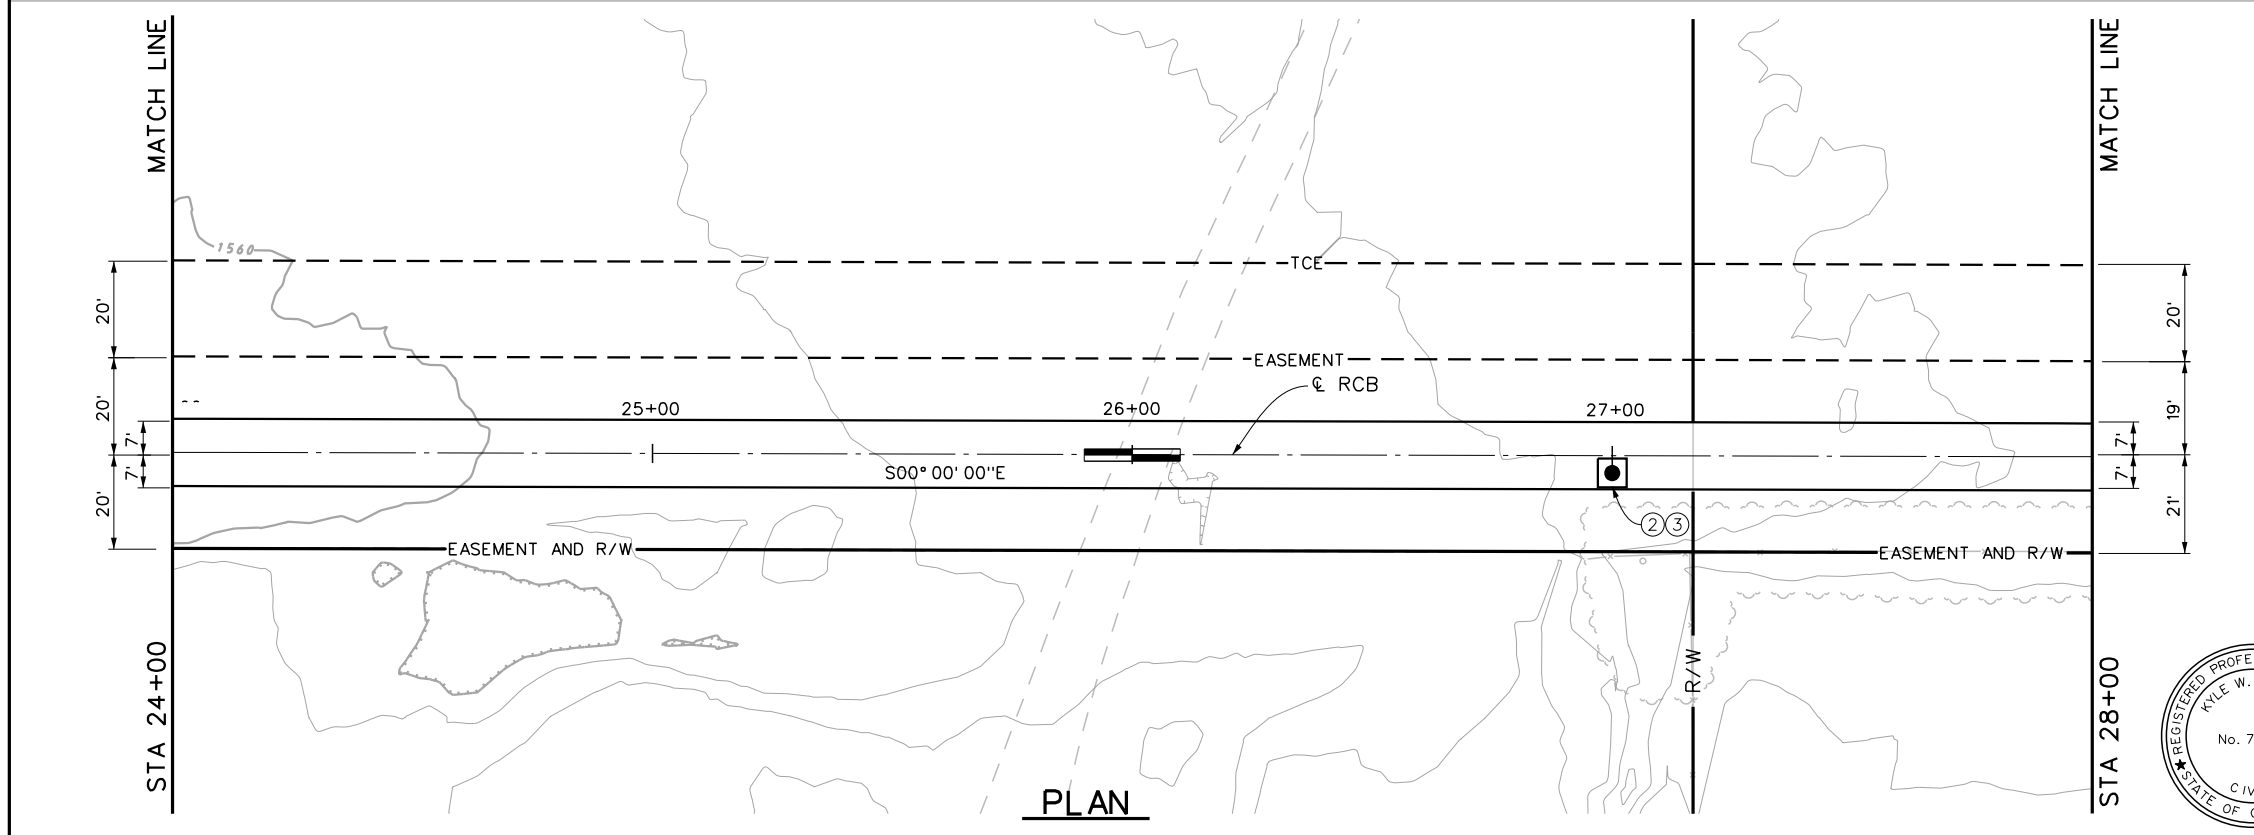 MATCH LINE
MATCH LINE
1560
TCE
20'
20'
EASEMENT
℄ RCB
25+00
26+00
27+00
20'
19'
7'
7'
S00°00'00"E
7'
7'
2 3
20'
21'
EASEMENT AND R/W
EASEMENT AND R/W
R/W
STA 24+00
STA 28+00
PLAN
REGISTERED PROFE
KYLE W.
No. 7
CIV
STATE OF